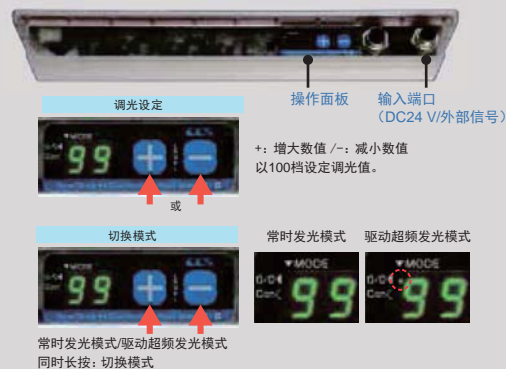 操作面板
输入端口
（DC24 V/外部信号）
调光设定
▼MODE
99
+ −
+: 增大数值 /-: 减小数值
以100档设定调光值。
或
切换模式
▼MODE
99
+ −
常时发光模式
驱动超频发光模式
▼MODE
99
▼MODE
99
常时发光模式/驱动超频发光模式
同时长按: 切换模式